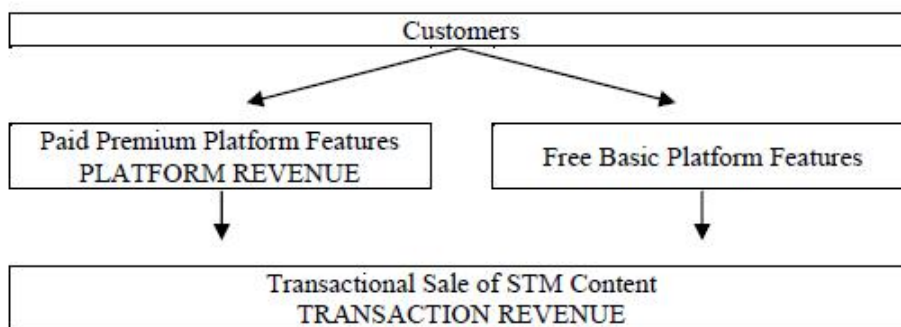 Customers
Paid Premium Platform Features
PLATFORM REVENUE
Free Basic Platform Features
Transactional Sale of STM Content
TRANSACTION REVENUE